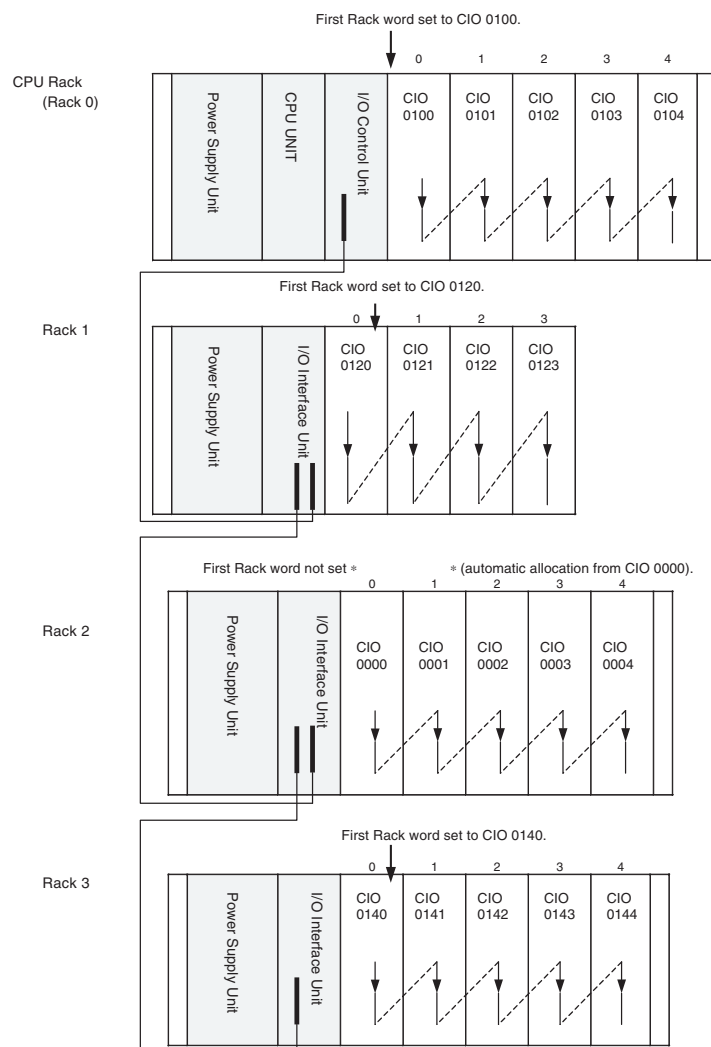 First Rack word set to CIO 0100.
0 1 2 3 4
CPU Rack
(Rack 0)
Power Supply Unit
CPU UNIT
I/O Control Unit
CIO 0100
CIO 0101
CIO 0102
CIO 0103
CIO 0104
First Rack word set to CIO 0120.
0 1 2 3
Rack 1
Power Supply Unit
I/O Interface Unit
CIO 0120
CIO 0121
CIO 0122
CIO 0123
First Rack word not set *
* (automatic allocation from CIO 0000).
0 1 2 3 4
Rack 2
Power Supply Unit
I/O Interface Unit
CIO 0000
CIO 0001
CIO 0002
CIO 0003
CIO 0004
First Rack word set to CIO 0140.
0 1 2 3 4
Rack 3
Power Supply Unit
I/O Interface Unit
CIO 0140
CIO 0141
CIO 0142
CIO 0143
CIO 0144